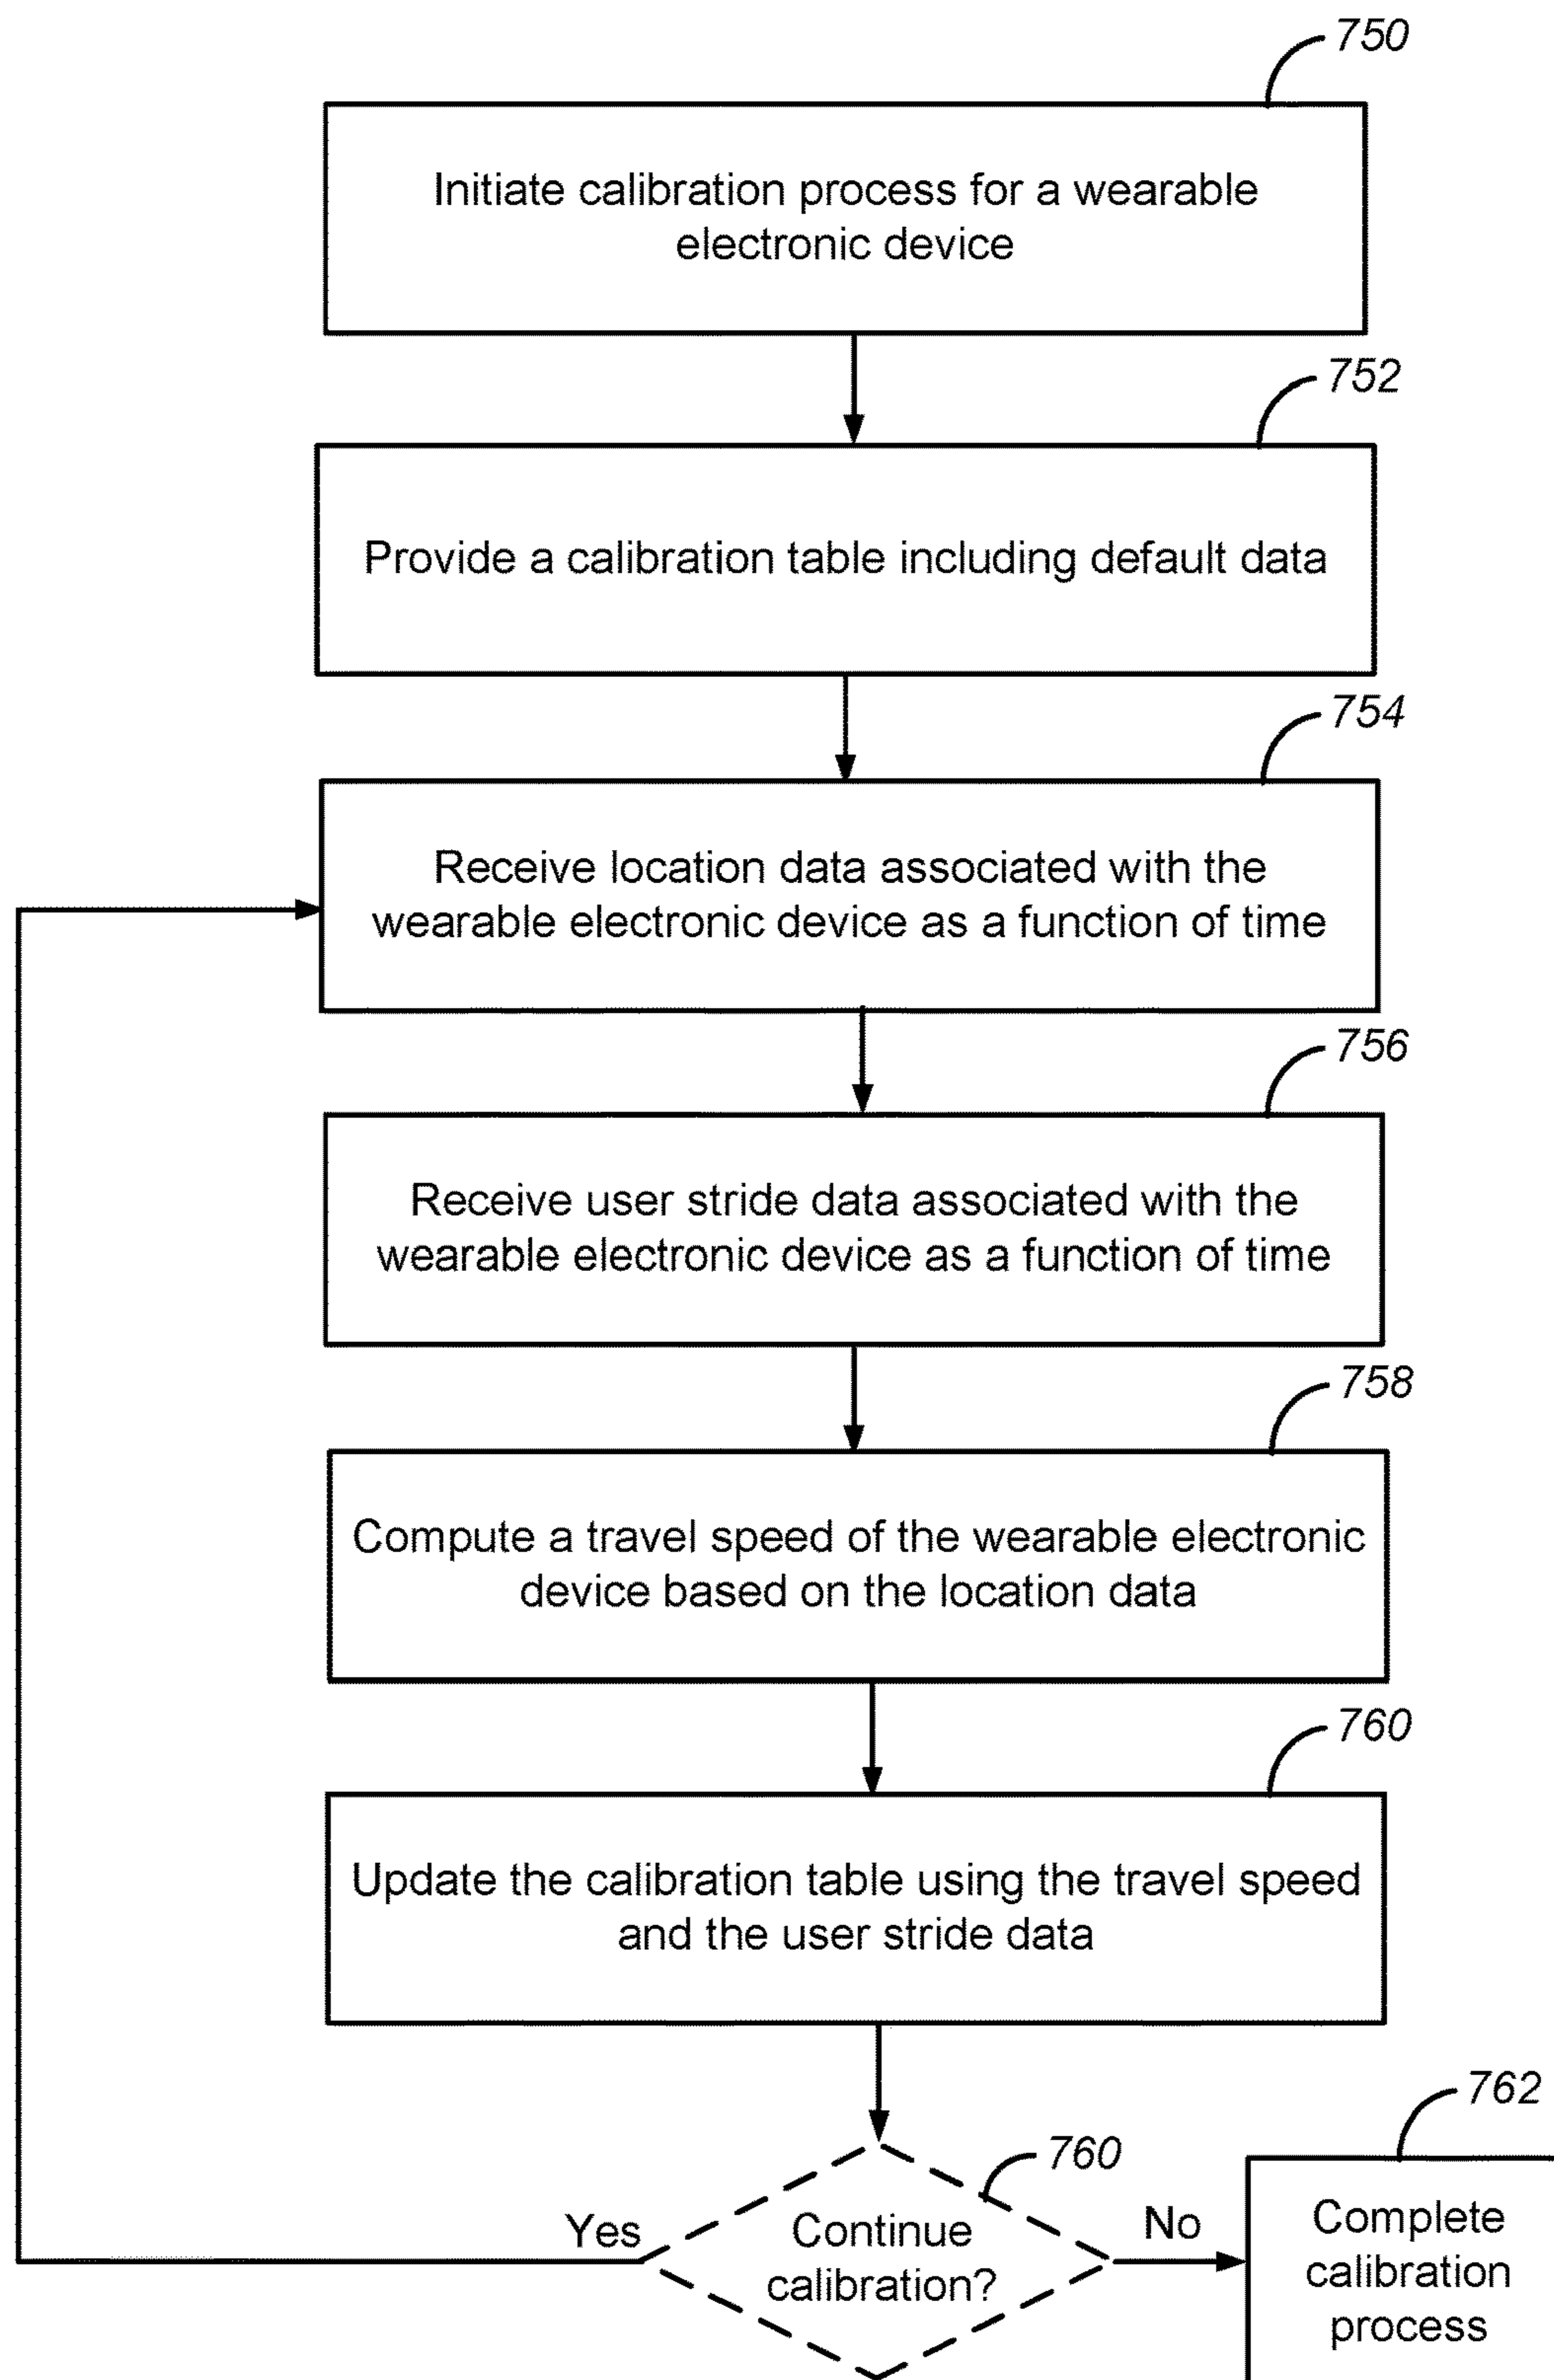 750
Initiate calibration process for a wearable
electronic device
752
Provide a calibration table including default data
754
Receive location data associated with the
wearable electronic device as a function of time
756
Receive user stride data associated with the
wearable electronic device as a function of time
758
Compute a travel speed of the wearable electronic
device based on the location data
760
Update the calibration table using the travel speed
and the user stride data
760
Yes
Continue
calibration?
No
762
Complete
calibration
process